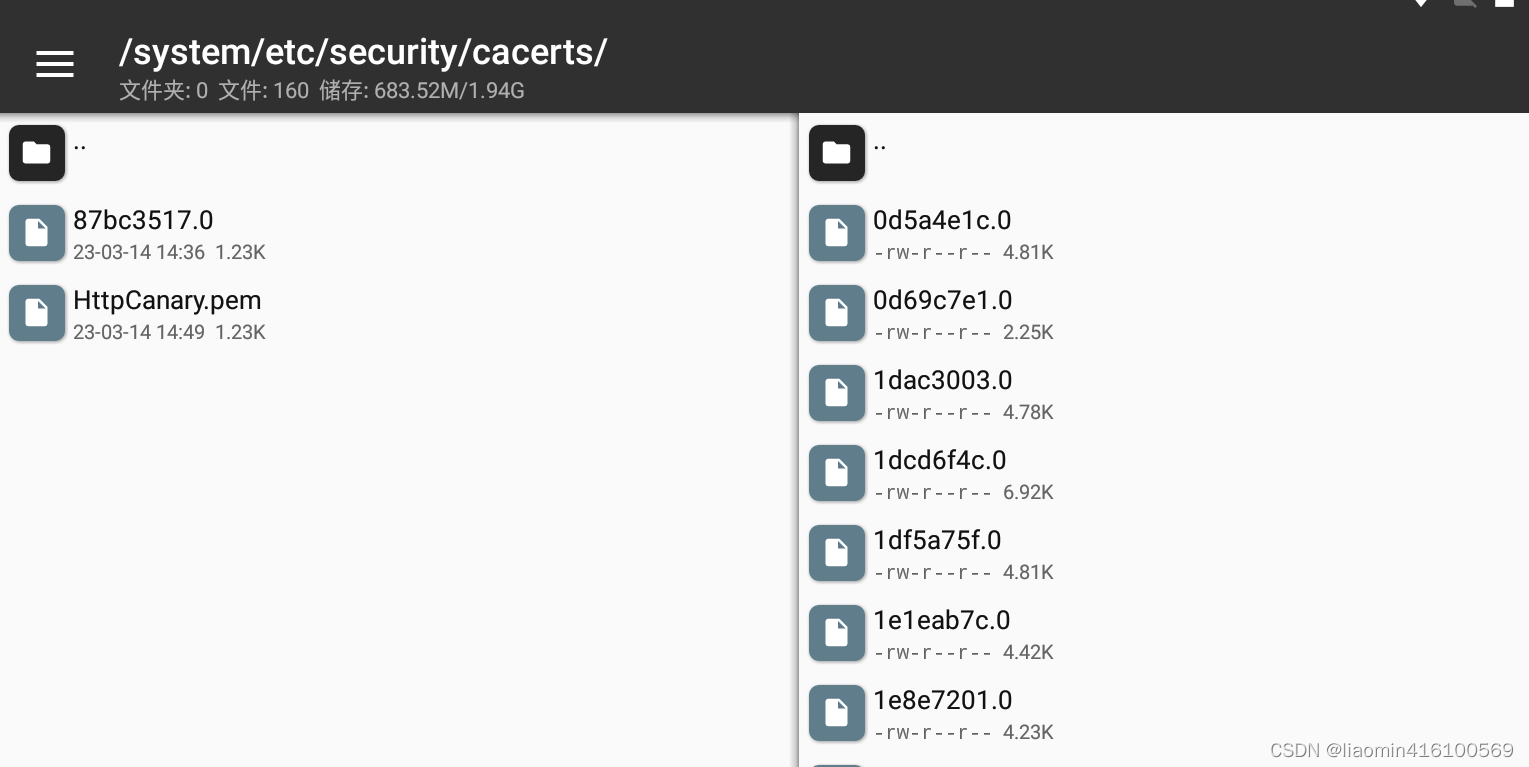 /system/etc/security/cacerts/
文件夹: 0 文件: 160 储存: 683.52M/1.94G
..
87bc3517.0
23-03-14 14:36 1.23K
HttpCanary.pem
23-03-14 14:49 1.23K
..
0d5a4e1c.0
-rw-r--r-- 4.81K
0d69c7e1.0
-rw-r--r-- 2.25K
1dac3003.0
-rw-r--r-- 4.78K
1dcd6f4c.0
-rw-r--r-- 6.92K
1df5a75f.0
-rw-r--r-- 4.81K
1e1eab7c.0
-rw-r--r-- 4.42K
1e8e7201.0
-rw-r--r-- 4.23K
CSDN @liaomin416100569